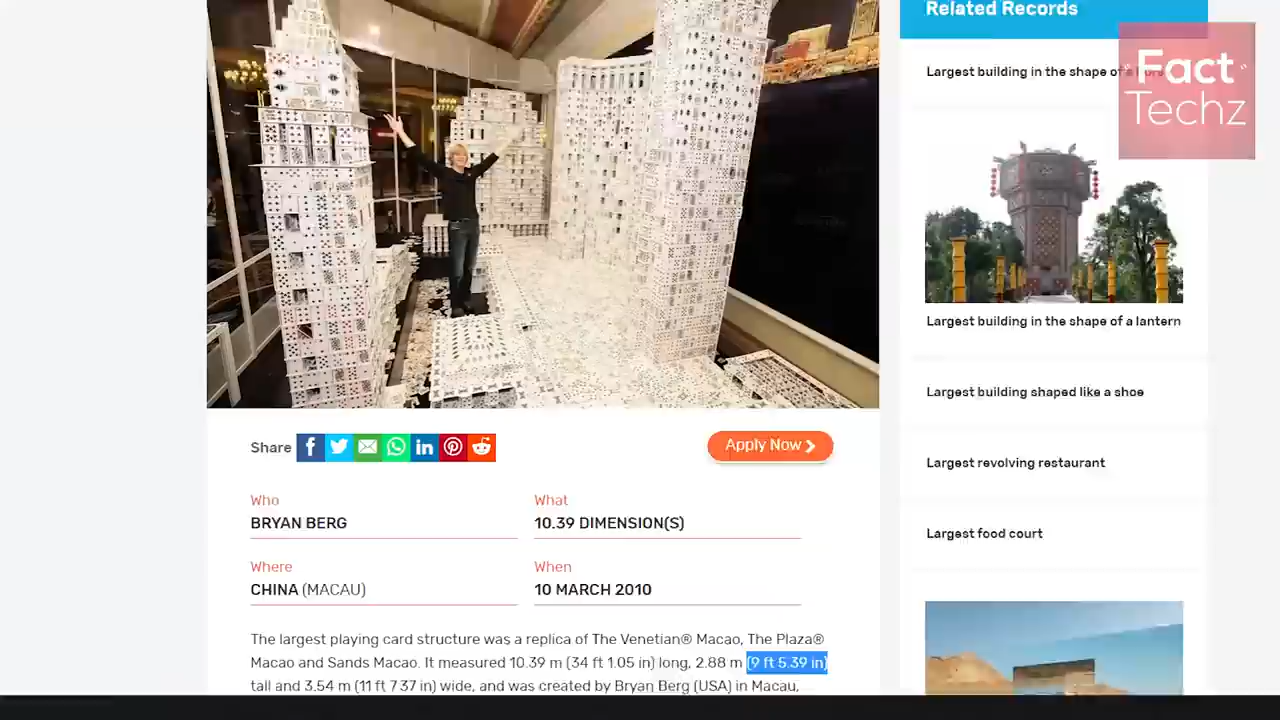 Related Records
"Fact"
Techz
Largest building in the shape of a
Largest building in the shape of a lantern
Largest building shaped like a shoe
Largest revolving restaurant
Largest food court
Share
Apply Now
Who
BRYAN BERG
What
10.39 DIMENSION(S)
Where
CHINA (MACAU)
When
10 MARCH 2010
The largest playing card structure was a replica of The Venetian® Macao, The Plaza®
Macao and Sands Macao. It measured 10.39 m (34 ft 1.05 in) long, 2.88 m (9 ft 5.39 in)
tall and 3.54 m (11 ft 7.37 in) wide, and was created by Bryan Berg (USA) in Macau,